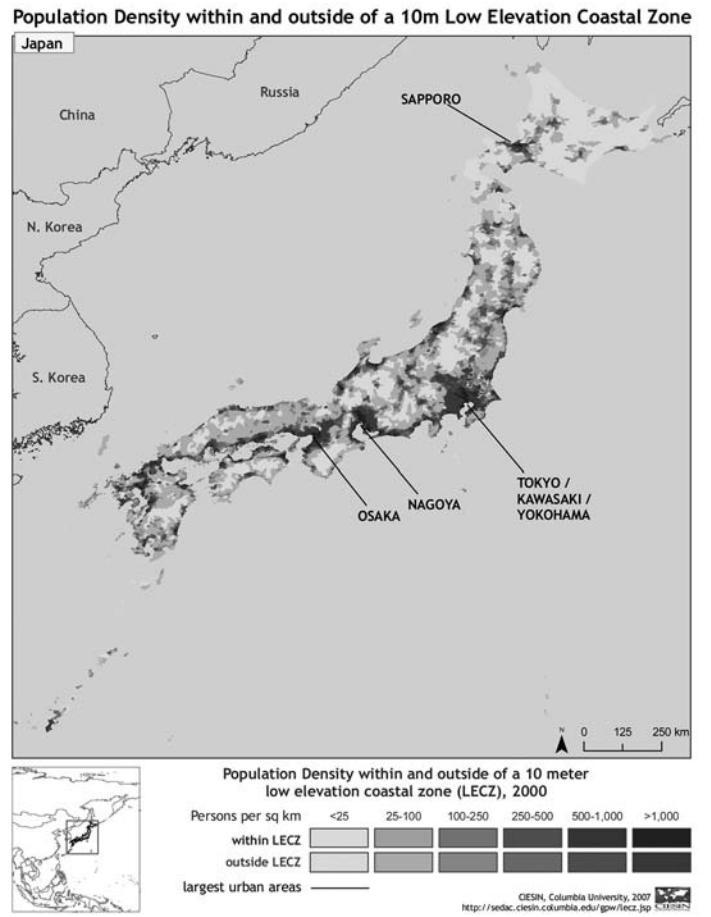 Population Density within and outside of a 10m Low Elevation Coastal Zone
Japan
Russia
China
SAPPORO
N. Korea
S. Korea
TOKYO /
KAWASAKI /
YOKOHAMA
NAGOYA
OSAKA
N
0 125 250 km
Population Density within and outside of a 10 meter
low elevation coastal zone (LECZ), 2000
Persons per sq km <25 25-100 100-250 250-500 500-1,000 >1,000
within LECZ
outside LECZ
largest urban areas
CIESIN, Columbia University, 2007
http://sedac.ciesin.columbia.edu/gpw/lecz.jsp
CIESIN